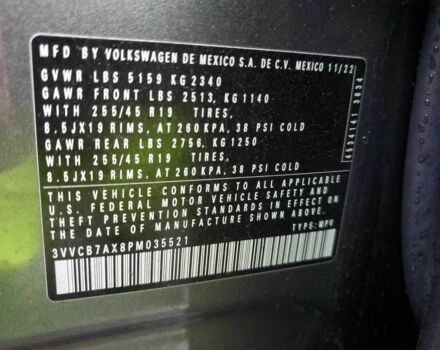 MFD BY VOLKSWAGEN DE MEXICO S.A. DE C.V. MEXICO 11/22
GVWR LBS 5159 KG 2340
GAWR FRONT LBS 2513, KG 1140
WITH 255/45 R19 TIRES,
8.5JX19 RIMS, AT 260KPA, 38 PSI COLD
GAWR REAR LBS 2756, KG 1250
WITH 255/45 R19 TIRES,
8.5JX19 RIMS, AT 260KPA, 38 PSI COLD
THIS VEHICLE CONFORMS TO ALL APPLICABLE
U.S. FEDERAL MOTOR VEHICLE SAFETY AND
THEFT PREVENTION STANDARDS IN EFFECT ON
THE DATE OF MANUFACTURE SHOWN ABOVE.
3VVCB7AX8PM035521 TYPE: MPV
4534141 3034